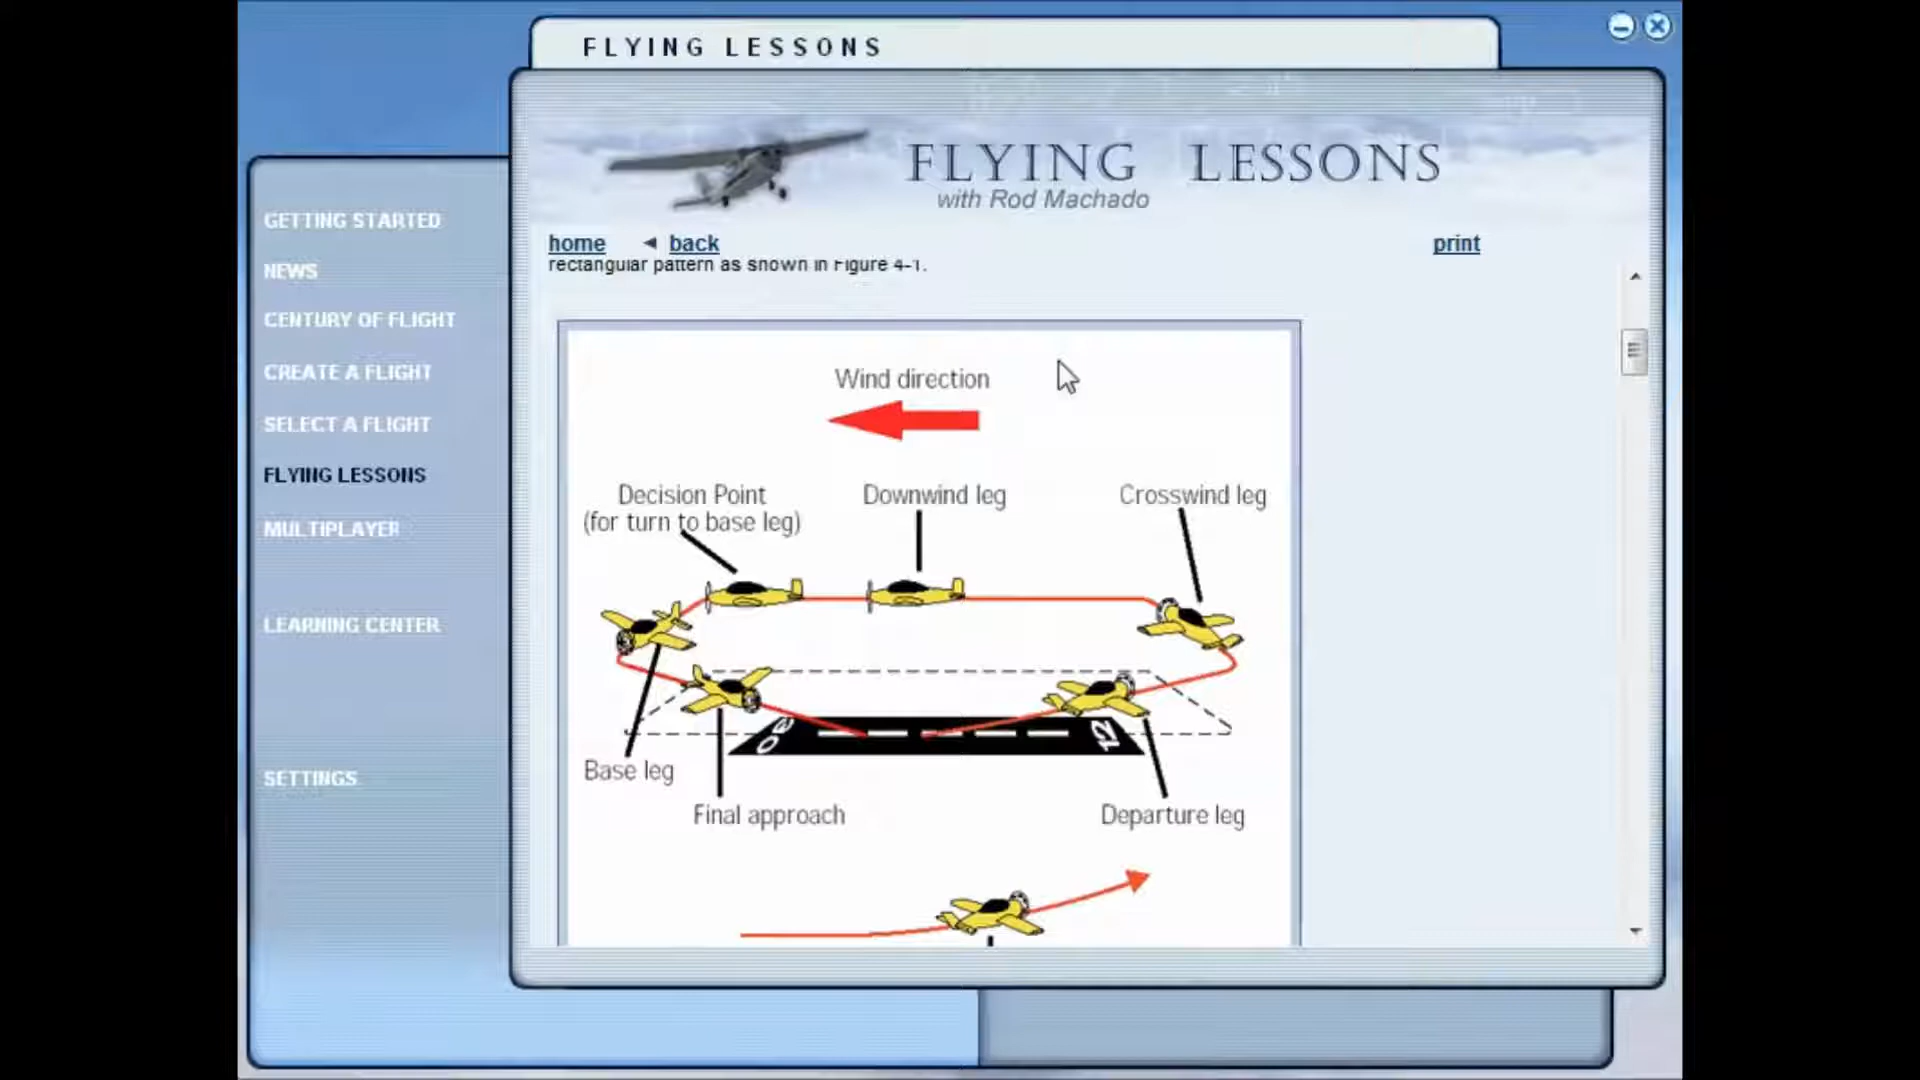 FLYING LESSONS
FLYING LESSONS
with Rod Machado
home
back
print
rectangular pattern as shown in Figure 4-1.
GETTING STARTED
NEWS
CENTURY OF FLIGHT
CREATE A FLIGHT
SELECT A FLIGHT
FLYING LESSONS
MULTIPLAYER
LEARNING CENTER
SETTINGS
Wind direction
Decision Point
(for turn to base leg)
Downwind leg
Crosswind leg
Base leg
Final approach
Departure leg